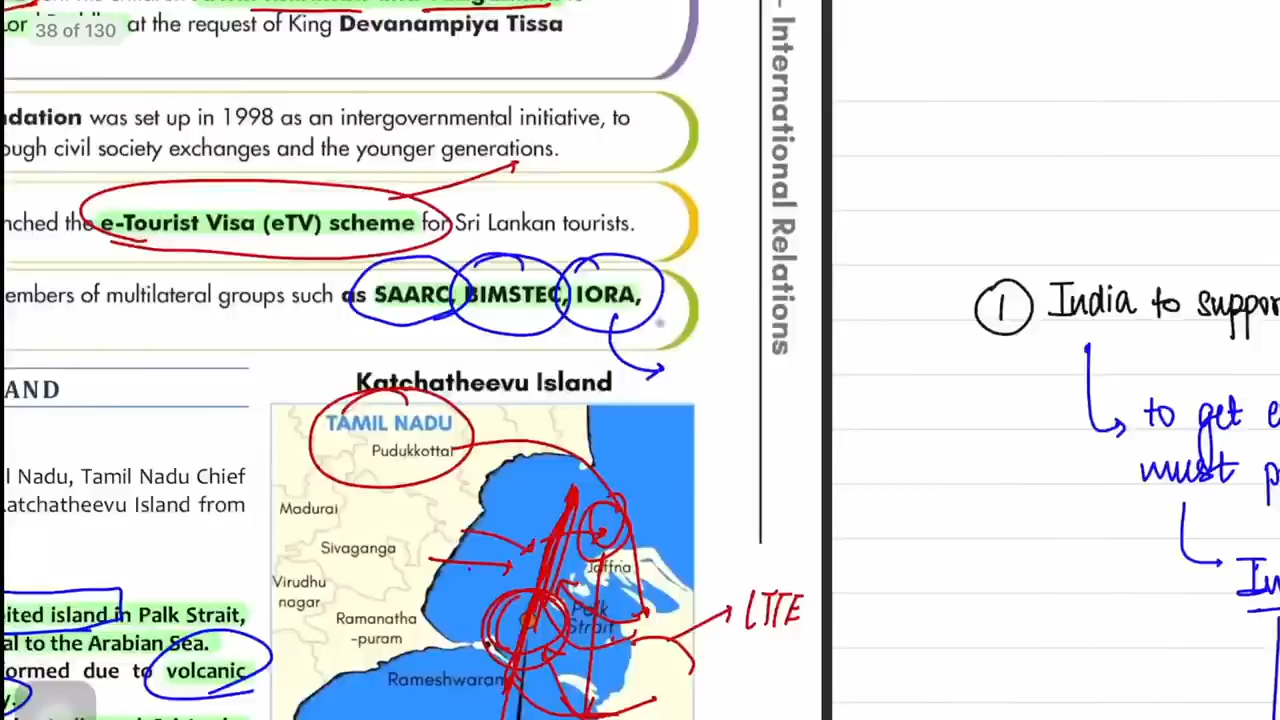 Lor
38 of 130
at the request of King Devanampiya Tissa
ndation was set up in 1998 as an intergovernmental initiative, to
ough civil society exchanges and the younger generations.
nched the e-Tourist Visa (eTV) scheme for Sri Lankan tourists.
embers of multilateral groups such as SAARC, BIMSTEC, IORA,
- International Relations
AND
Katchatheevu Island
TAMIL NADU
Pudukkottai
Madurai
Sivaganga
Virudhu
nagar
Ramanatha
-puram
Rameshwaram
Jaffna
Palk
Strait
LTTE
l Nadu, Tamil Nadu Chief
atchatheevu Island from
ited island in Palk Strait,
al to the Arabian Sea.
ormed due to volcanic
y.
1 India to suppor
to get e
must p
In